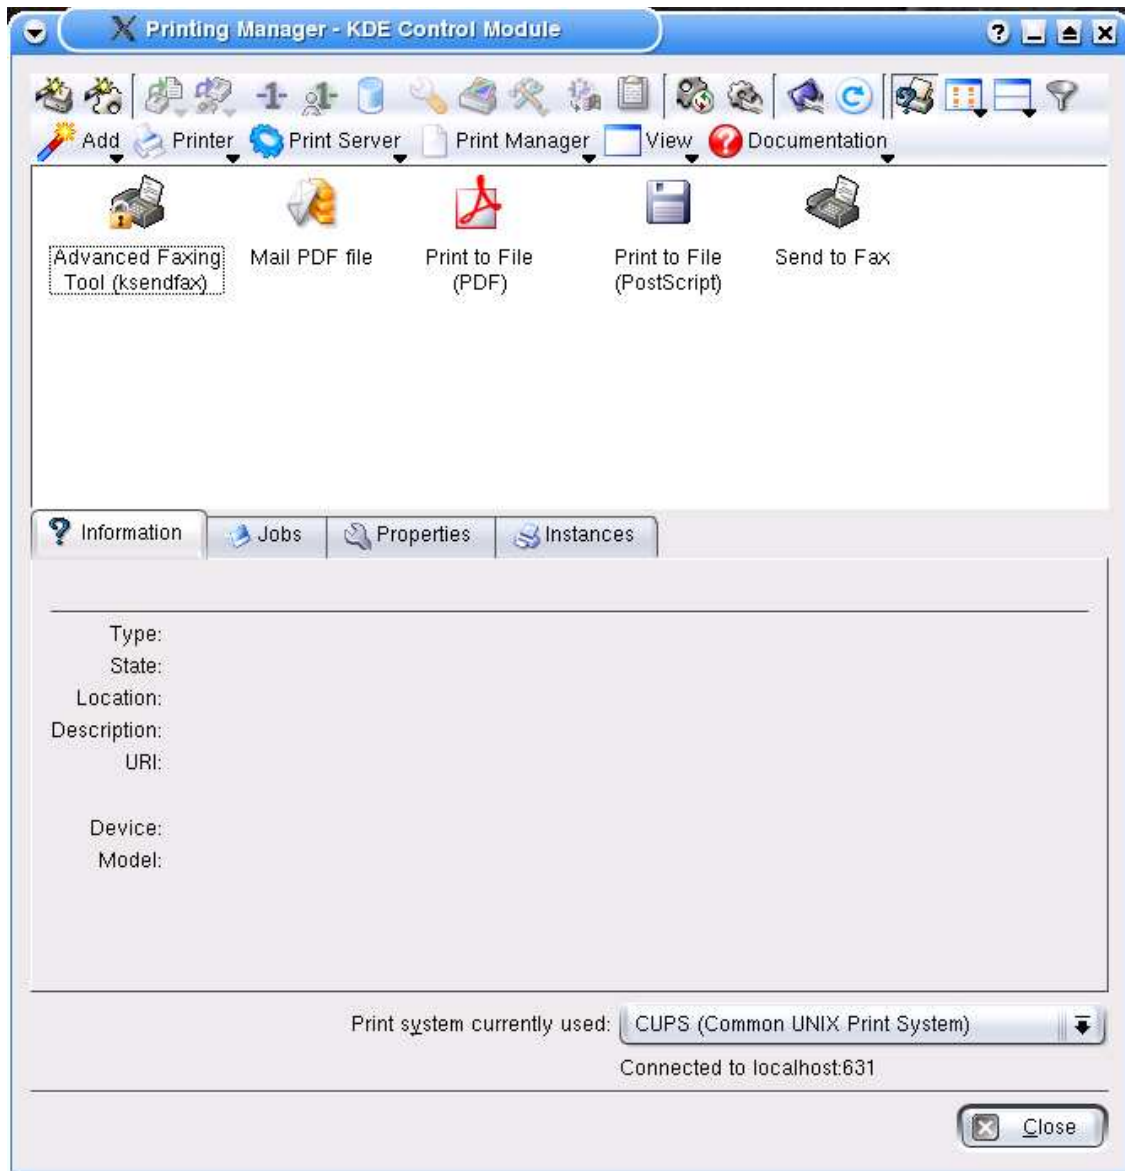 Printing Manager - KDE Control Module
Add Printer Print Server Print Manager View Documentation
Advanced Faxing Tool (ksendfax)
Mail PDF file
Print to File (PDF)
Print to File (PostScript)
Send to Fax
Information Jobs Properties Instances
Type:
State:
Location:
Description:
URI:
Device:
Model:
Print system currently used: CUPS (Common UNIX Print System)
Connected to localhost:631
Close